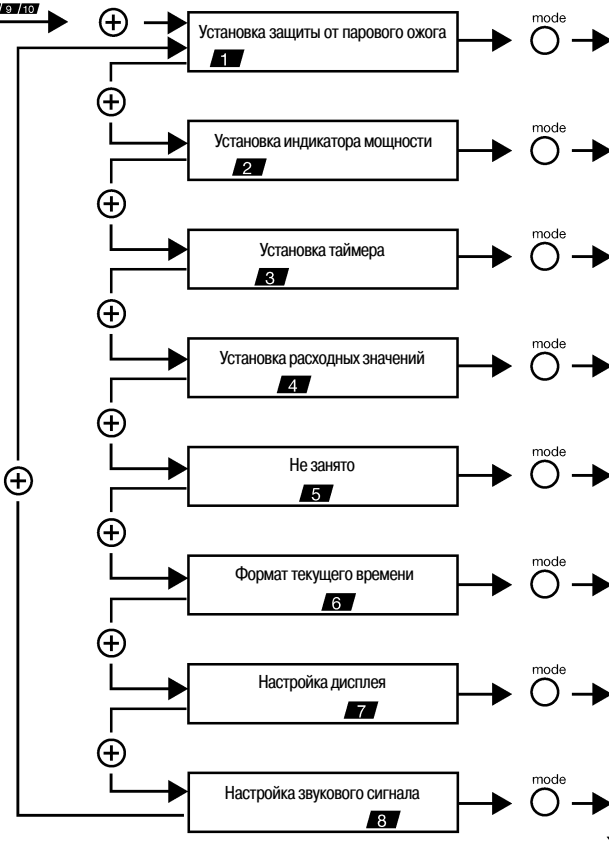 9 / 10
mode
Установка защиты от парового ожога
1
mode
Установка индикатора мощности
2
mode
Установка таймера
3
mode
Установка расходных значений
4
mode
Не занято
5
mode
Формат текущего времени
6
mode
Настройка дисплея
7
mode
Настройка звукового сигнала
8